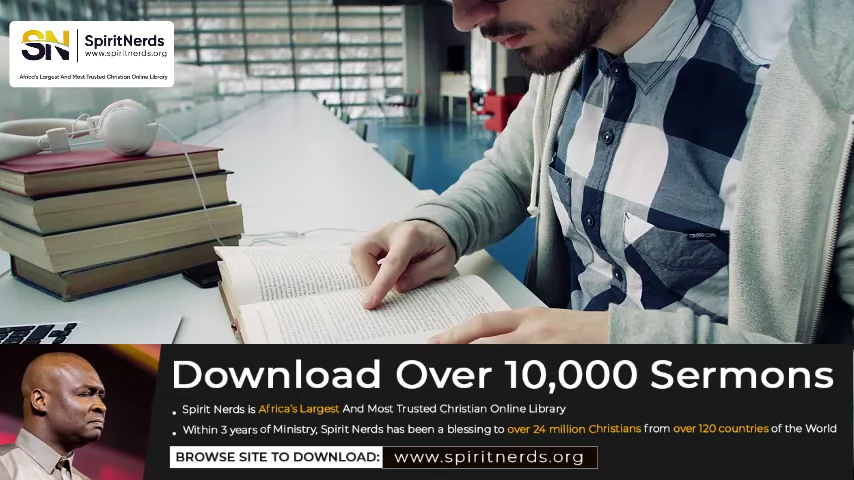 SN
SpiritNerds
www.spiritnerds.org
Africa's Largest And Most Trusted Christian Online Library
Download Over 10,000 Sermons
• Spirit Nerds is Africa's Largest And Most Trusted Christian Online Library
• Within 3 years of Ministry, Spirit Nerds has been a blessing to over 24 million Christians from over 120 countries of the World
BROWSE SITE TO DOWNLOAD: www.spiritnerds.org